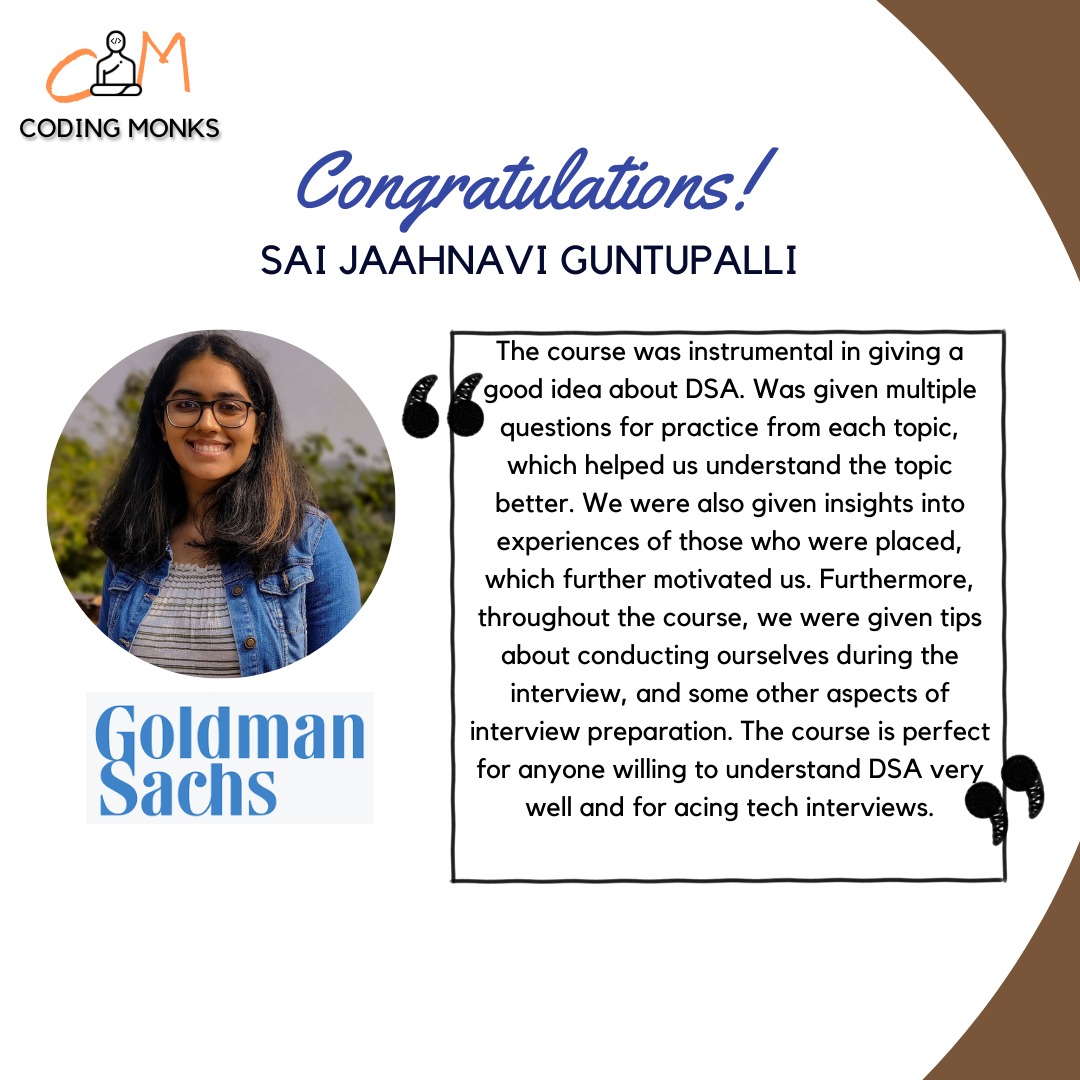 CM
CODING MONKS
Congratulations!
SAI JAAHNAVI GUNTUPALLI
The course was instrumental in giving a
good idea about DSA. Was given multiple
questions for practice from each topic,
which helped us understand the topic
better. We were also given insights into
experiences of those who were placed,
which further motivated us. Furthermore,
throughout the course, we were given tips
about conducting ourselves during the
interview, and some other aspects of
interview preparation. The course is perfect
for anyone willing to understand DSA very
well and for acing tech interviews.
Goldman
Sachs